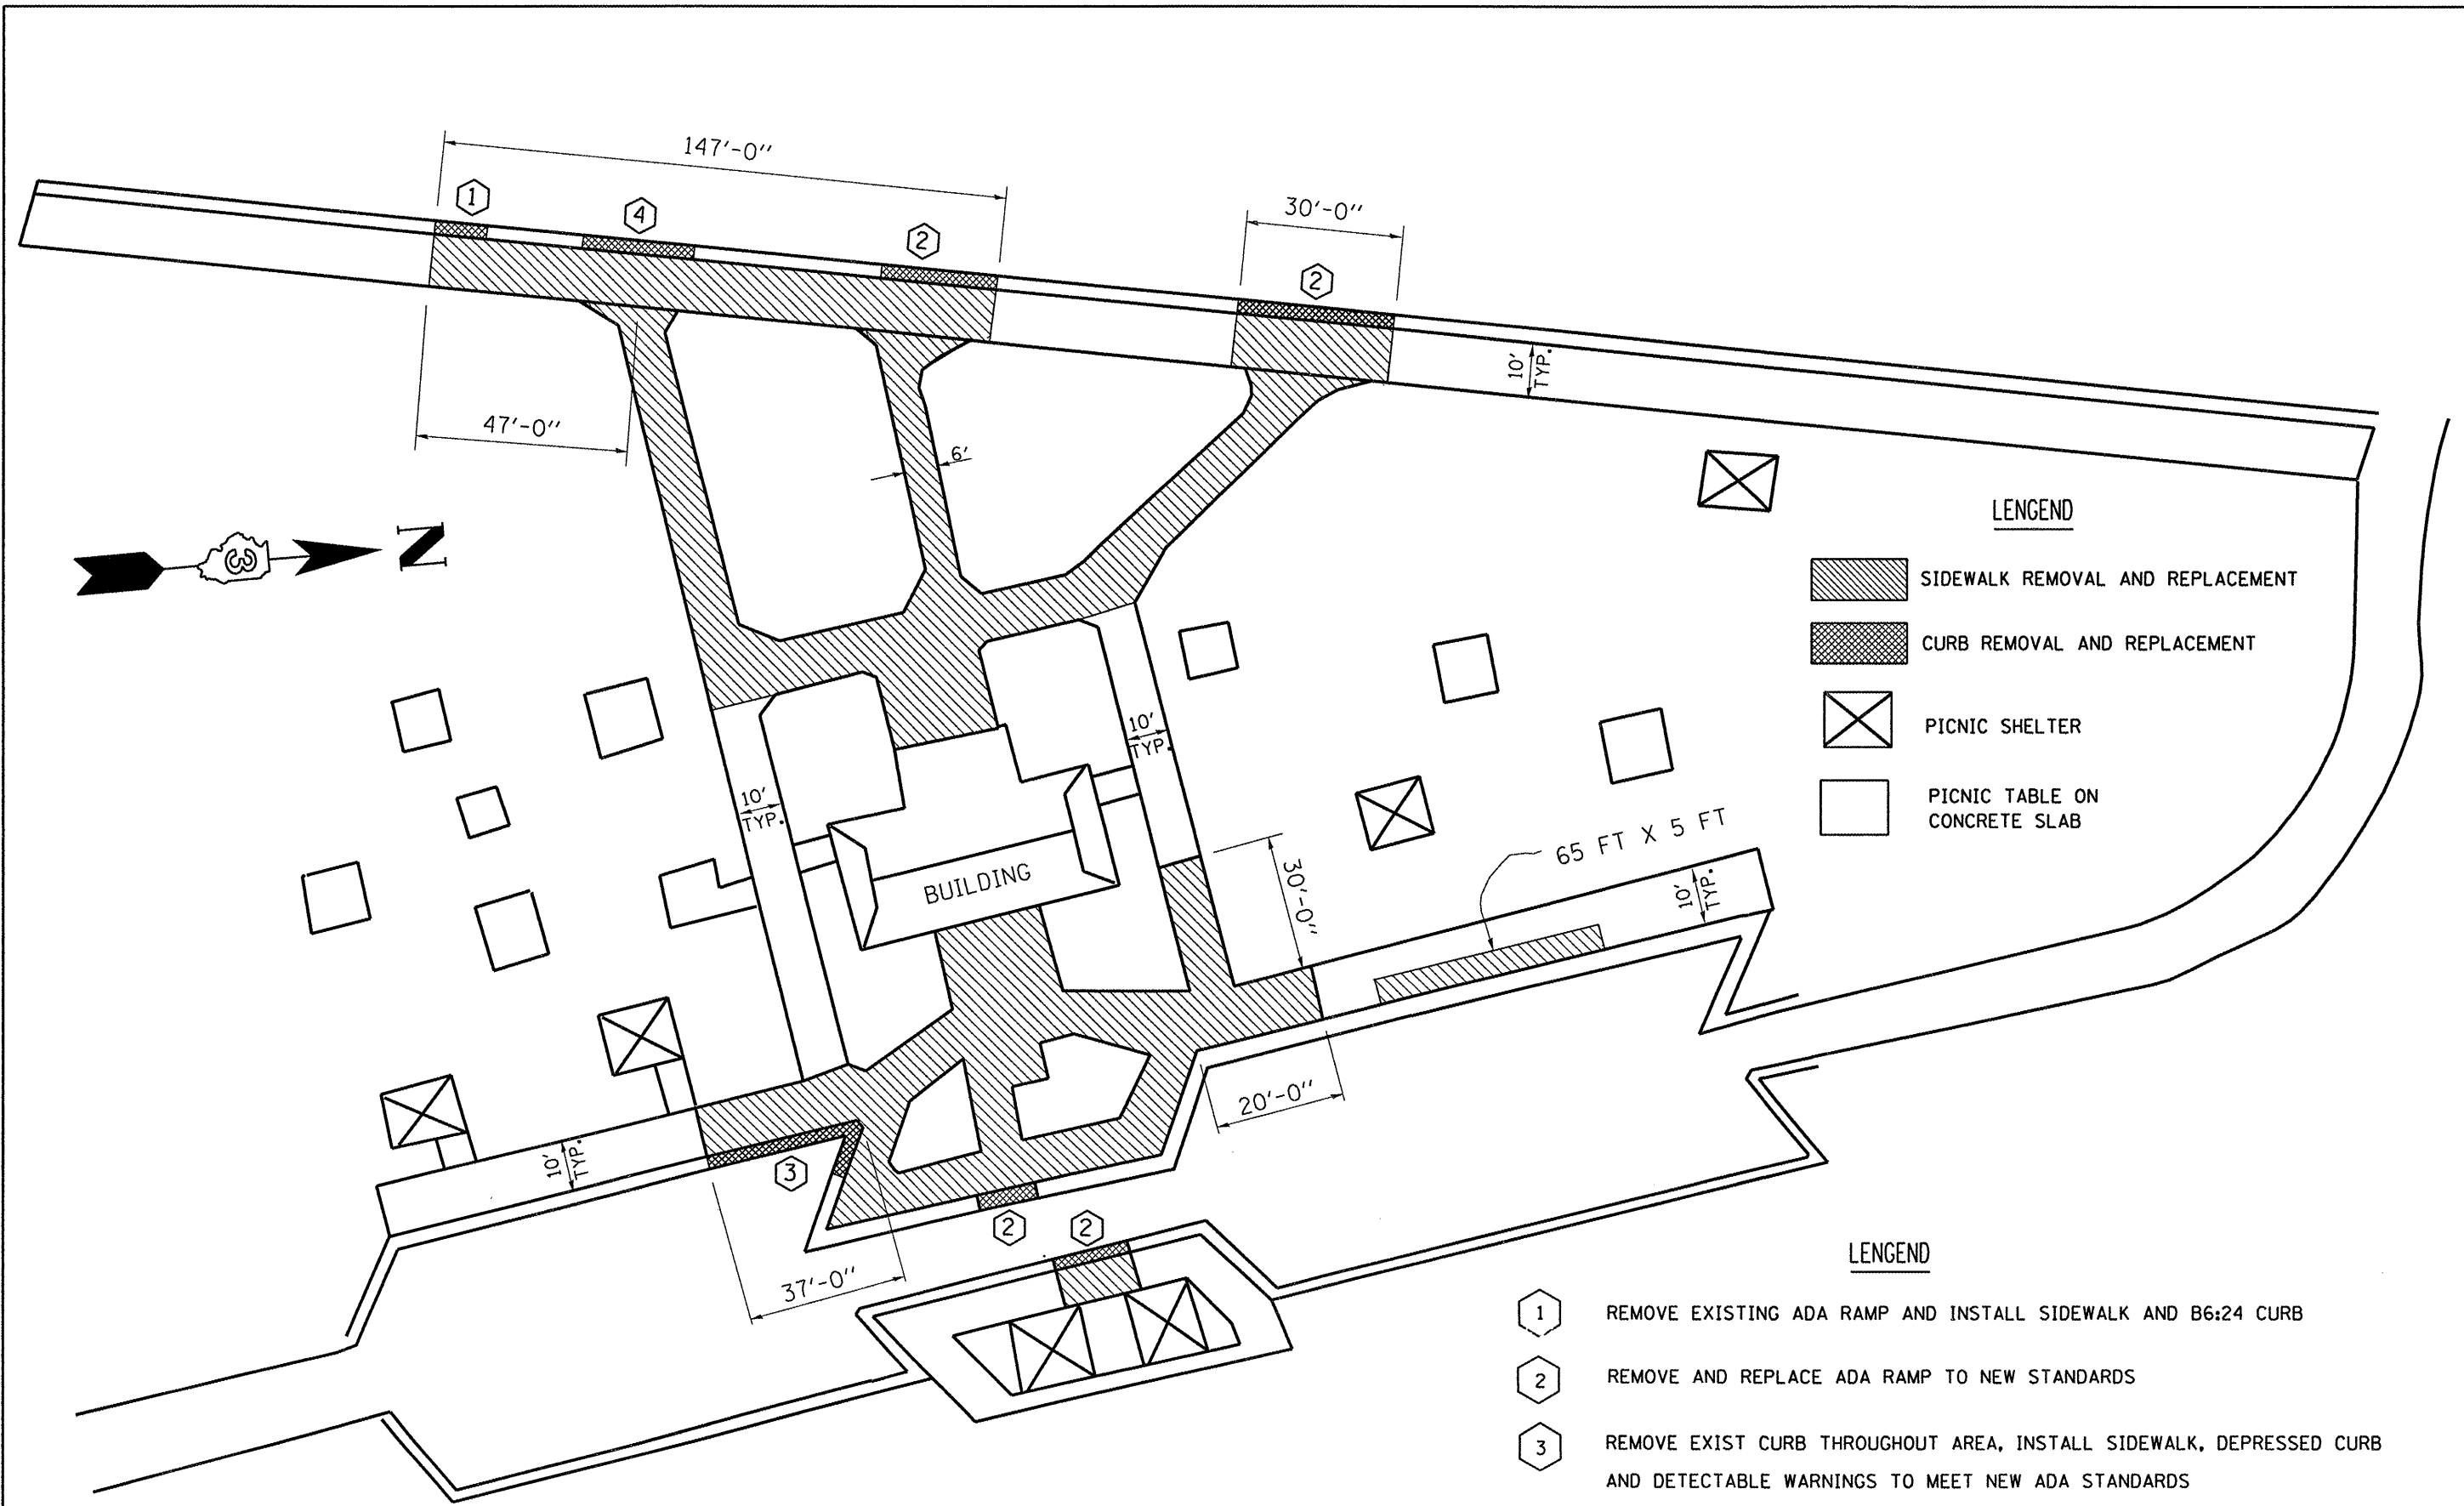 147'-0"
1
4
2
30'-0"
2
10'
TYP.
47'-0"
6'
3
N
LENGEND
SIDEWALK REMOVAL AND REPLACEMENT
CURB REMOVAL AND REPLACEMENT
PICNIC SHELTER
PICNIC TABLE ON
CONCRETE SLAB
10'
TYP.
10'
TYP.
BUILDING
30'-0"
65 FT X 5 FT
10'
TYP.
20'-0"
10'
TYP.
3
2
2
37'-0"
LENGEND
1 REMOVE EXISTING ADA RAMP AND INSTALL SIDEWALK AND B6:24 CURB
2 REMOVE AND REPLACE ADA RAMP TO NEW STANDARDS
3 REMOVE EXIST CURB THROUGHOUT AREA, INSTALL SIDEWALK, DEPRESSED CURB
AND DETECTABLE WARNINGS TO MEET NEW ADA STANDARDS